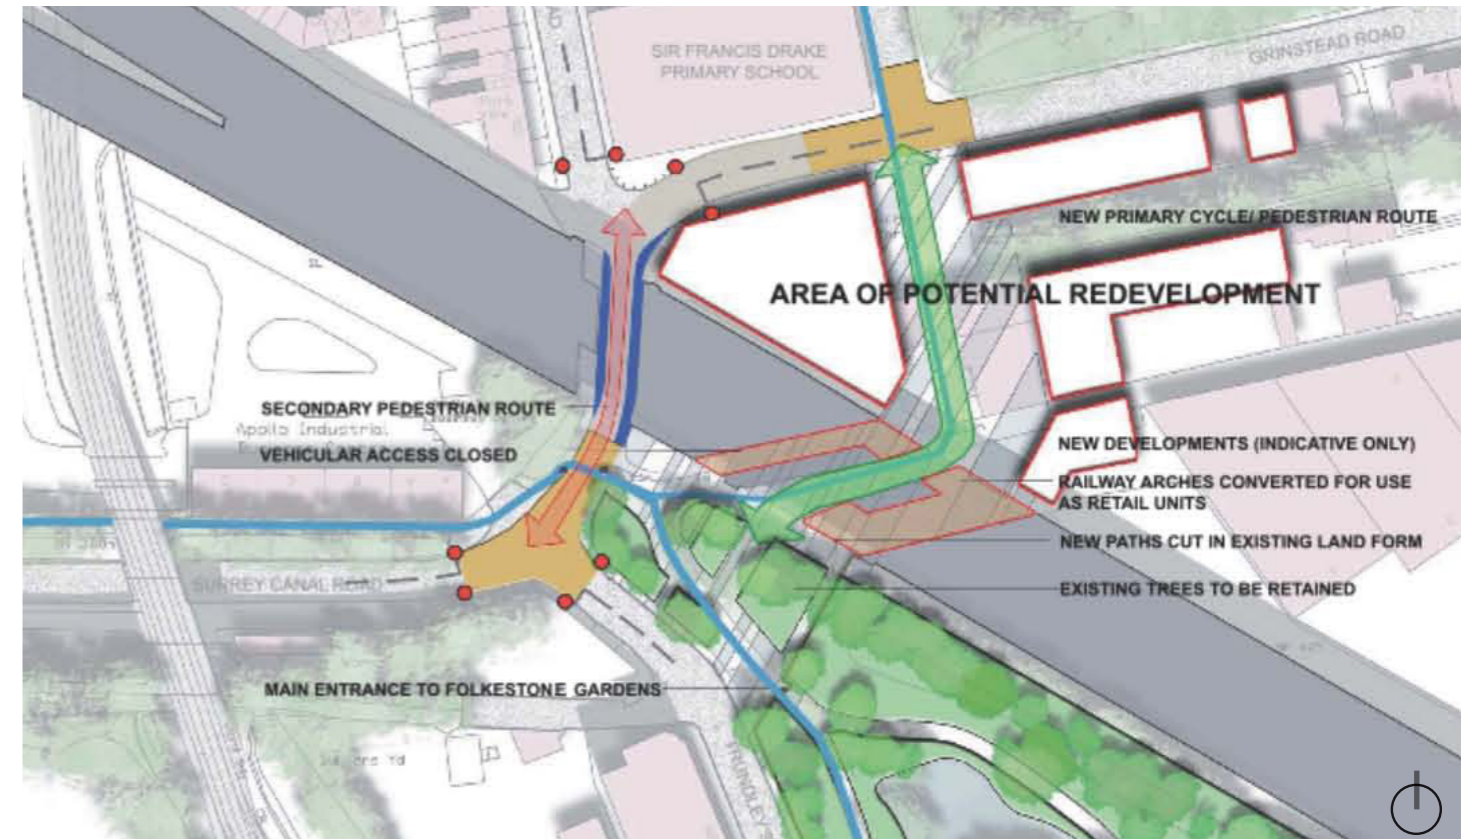 SIR FRANCIS DRAKE
PRIMARY SCHOOL
GRINSTEAD ROAD
NEW PRIMARY CYCLE/ PEDESTRIAN ROUTE
AREA OF POTENTIAL REDEVELOPMENT
SECONDARY PEDESTRIAN ROUTE
Apollo Industrial
VEHICULAR ACCESS CLOSED
NEW DEVELOPMENTS (INDICATIVE ONLY)
RAILWAY ARCHES CONVERTED FOR USE
AS RETAIL UNITS
NEW PATHS CUT IN EXISTING LAND FORM
SURREY CANAL ROAD
EXISTING TREES TO BE RETAINED
MAIN ENTRANCE TO FOLKESTONE GARDENS
TRUNDLEY